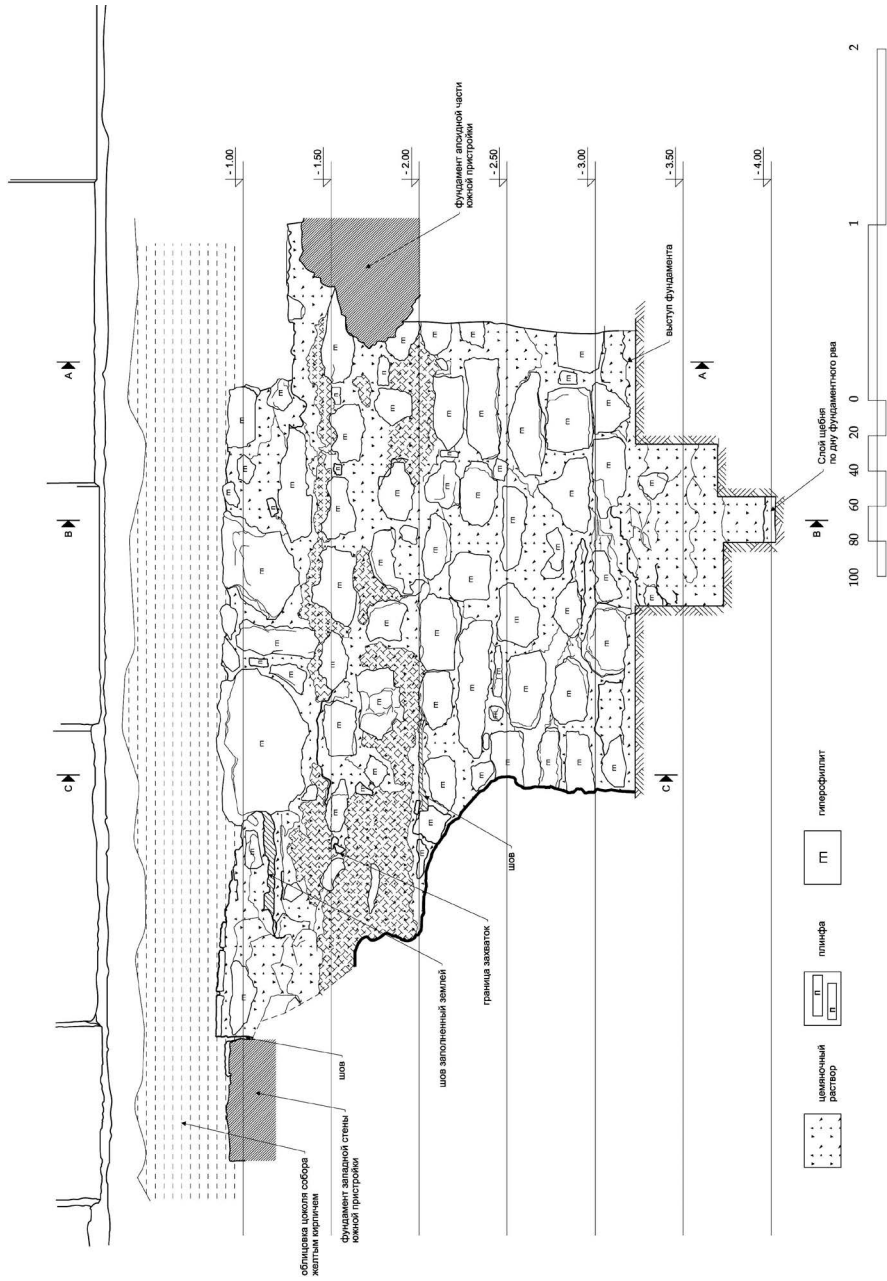 A
B
C
- 1.00
- 1.50
- 2.00
- 2.50
- 3.00
- 3.50
- 4.00
фундамент апсидной части
южной пристройки
выступ фундамента
Слой щебня
по дну фундаментного рва
A
B
C
шов
граница захваток
шов заполненный землей
шов
фундамент западной стены
южной пристройки
облицовка цоколя собора
желтым кирпичем
цемяночный
раствор
п
п
плинфа
m
гиперофиллит
100
80
60
40
20
0
1
2